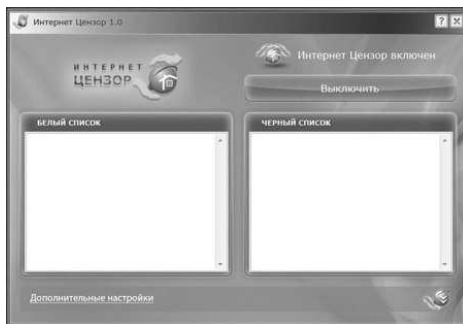 Интернет Цензор 1.0
ИНТЕРНЕТ
ЦЕНЗОР
Интернет Цензор включен
Выключить
БЕЛЫЙ СПИСОК
ЧЕРНЫЙ СПИСОК
Дополнительные настройки